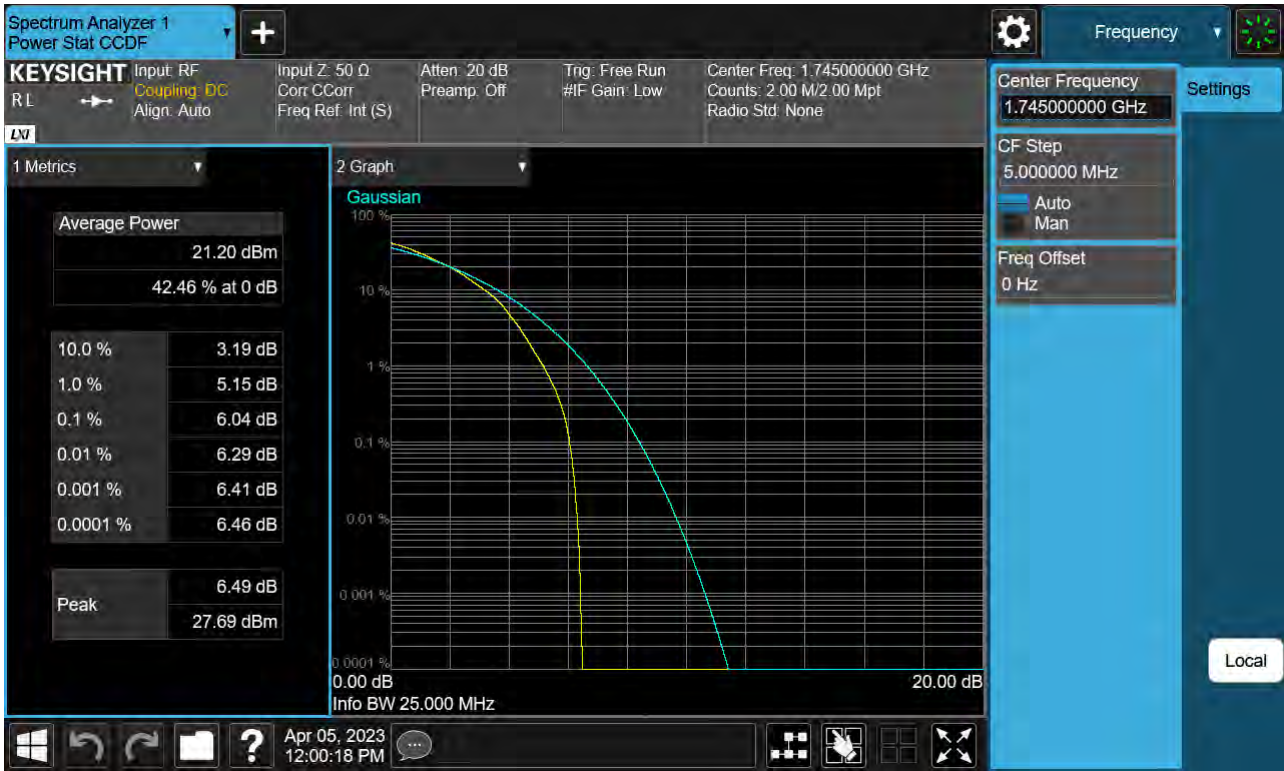 Spectrum Analyzer 1
Power Stat CCDF
+
Frequency
KEYSIGHT
RL
LXI
Input: RF
Coupling: DC
Align: Auto
Input Z: 50 Ω
Corr CCorr
Freq Ref: Int (S)
Atten: 20 dB
Preamp: Off
Trig: Free Run
#IF Gain: Low
Center Freq: 1.745000000 GHz
Counts: 2.00 M/2.00 Mpt
Radio Std: None
Center Frequency
1.745000000 GHz
Settings
CF Step
5.000000 MHz
Auto
Man
Freq Offset
0 Hz
1 Metrics
Average Power
21.20 dBm
42.46 % at 0 dB
10.0 % 3.19 dB
1.0 % 5.15 dB
0.1 % 6.04 dB
0.01 % 6.29 dB
0.001 % 6.41 dB
0.0001 % 6.46 dB
Peak 6.49 dB
27.69 dBm
2 Graph
Gaussian
100 %
10 %
1 %
0.1 %
0.01 %
0.001 %
0.0001 %
0.00 dB 20.00 dB
Info BW 25.000 MHz
Local
?
Apr 05, 2023
12:00:18 PM